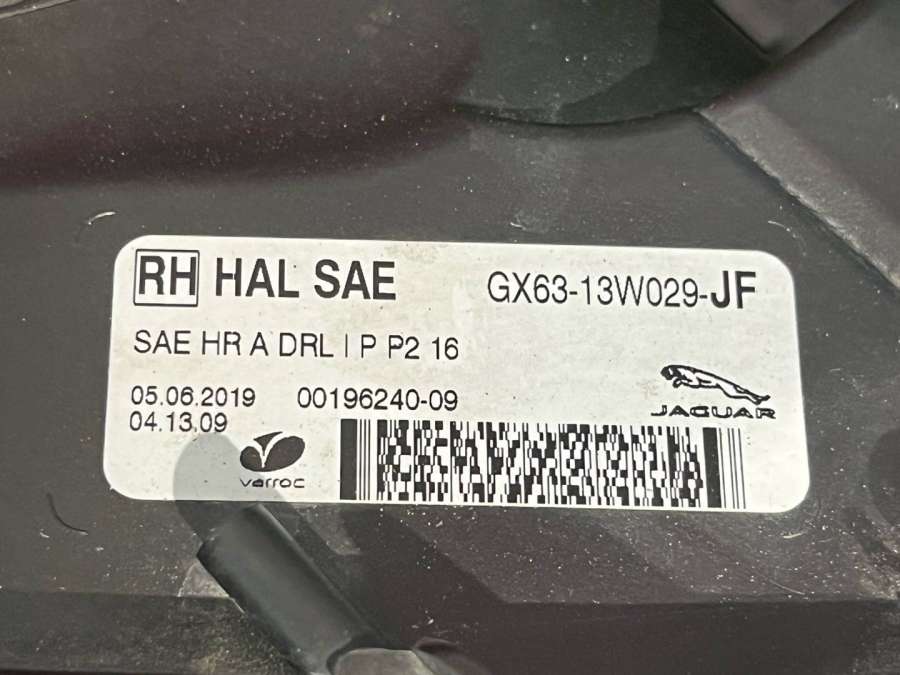 RH HAL SAE GX63-13W029-JF
SAE HR A DRL I P P2 16
05.06.2019 00196240-09
04.13.09
JAGUAR
varroc